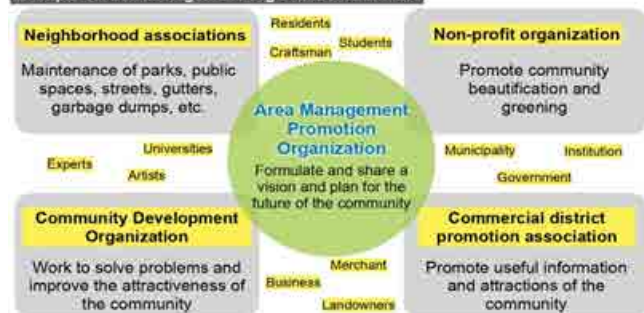 Neighborhood associations
Maintenance of parks, public
spaces, streets, gutters,
garbage dumps, etc.
Residents
Students
Craftsman
Non-profit organization
Promote community
beautification and
greening
Area Management
Promotion
Organization
Formulate and share a
vision and plan for the
future of the community
Universities
Experts
Artists
Municipality
Institution
Government
Community Development
Organization
Work to solve problems and
improve the attractiveness of
the community
Merchant
Business
Landowners
Commercial district
promotion association
Promote useful information
and attractions of the
community